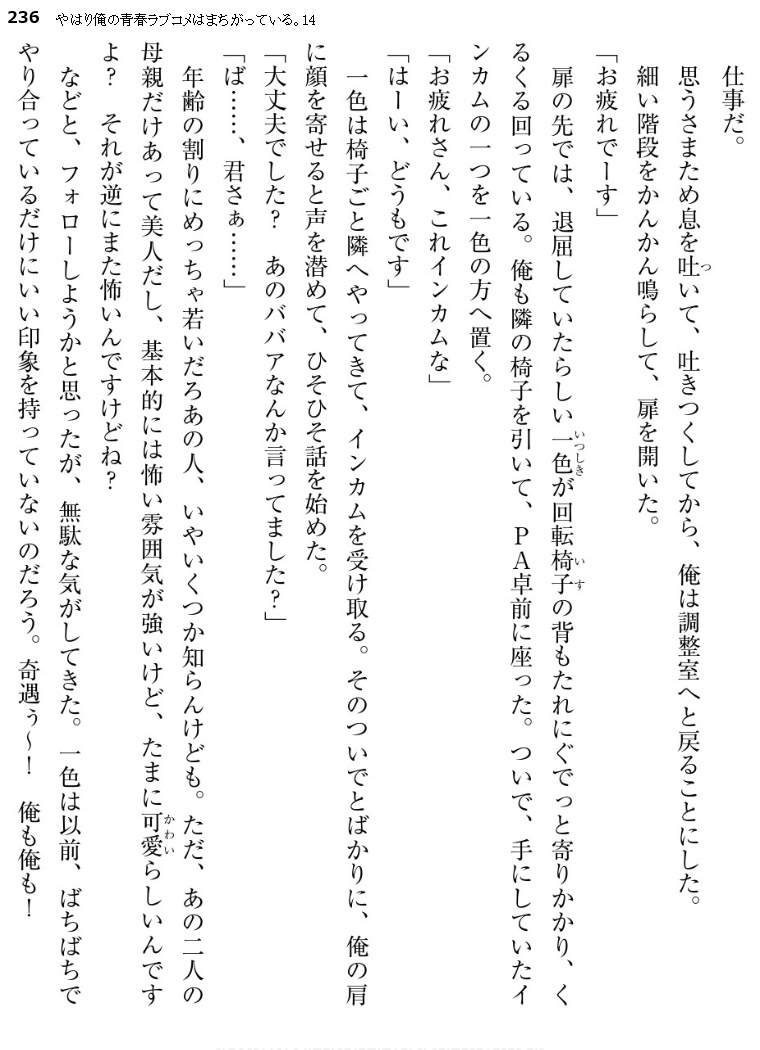 236 やはり俺の青春ラブコメはまちがっている。14
仕事だ。
思うさまため息を吐いて、吐きつくしてから、俺は調整室へと戻ることにした。
細い階段をかんかん鳴らして、扉を開いた。
「お疲れでーす」
扉の先では、退屈していたらしい一色が回転椅子の背もたれにぐでっと寄りかかり、く
るくる回っている。俺も隣の椅子を引いて、ＰＡ卓前に座った。ついで、手にしていたイ
ンカムの一つを一色の方へ置く。
「お疲れさん、これインカムな」
「はーい、どうもです」
一色は椅子ごと隣へやってきて、インカムを受け取る。そのついでとばかりに、俺の肩
に顔を寄せると声を潜めて、ひそひそ話を始めた。
「大丈夫でした？　あのババアなんか言ってました？」
「ば……、君さぁ……」
年齢の割りにめっちゃ若いだろあの人、いやいくつか知らんけども。ただ、あの二人の
母親だけあって美人だし、基本的には怖い雰囲気が強いけど、たまに可愛らしいんです
よ？　それが逆にまた怖いんですけどね？
などと、フォローしようかと思ったが、無駄な気がしてきた。一色は以前、ばちばちで
やり合っているだけにいい印象を持っていないのだろう。奇遇ぅ～！　俺も俺も！